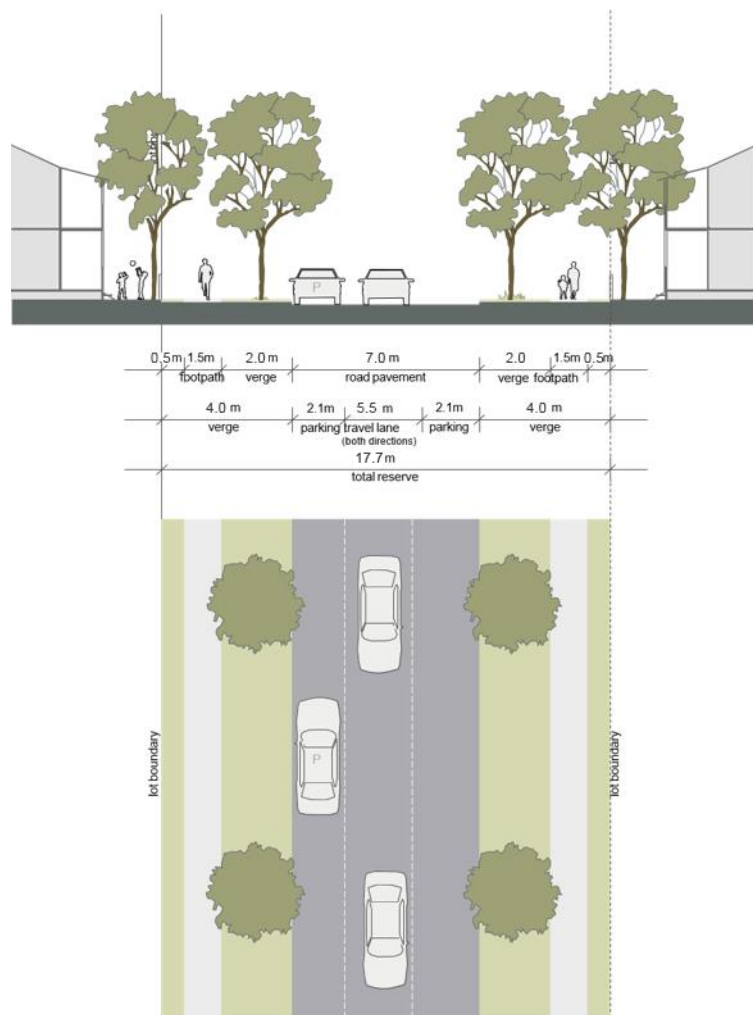 P
0.5m 1.5m 2.0 m 7.0 m 2.0 1.5m 0.5m
footpath verge road pavement verge footpath
4.0 m 2.1m 5.5 m 2.1m 4.0 m
verge parking travel lane parking verge
(both directions)
17.7 m
total reserve
P
lot boundary
lot boundary